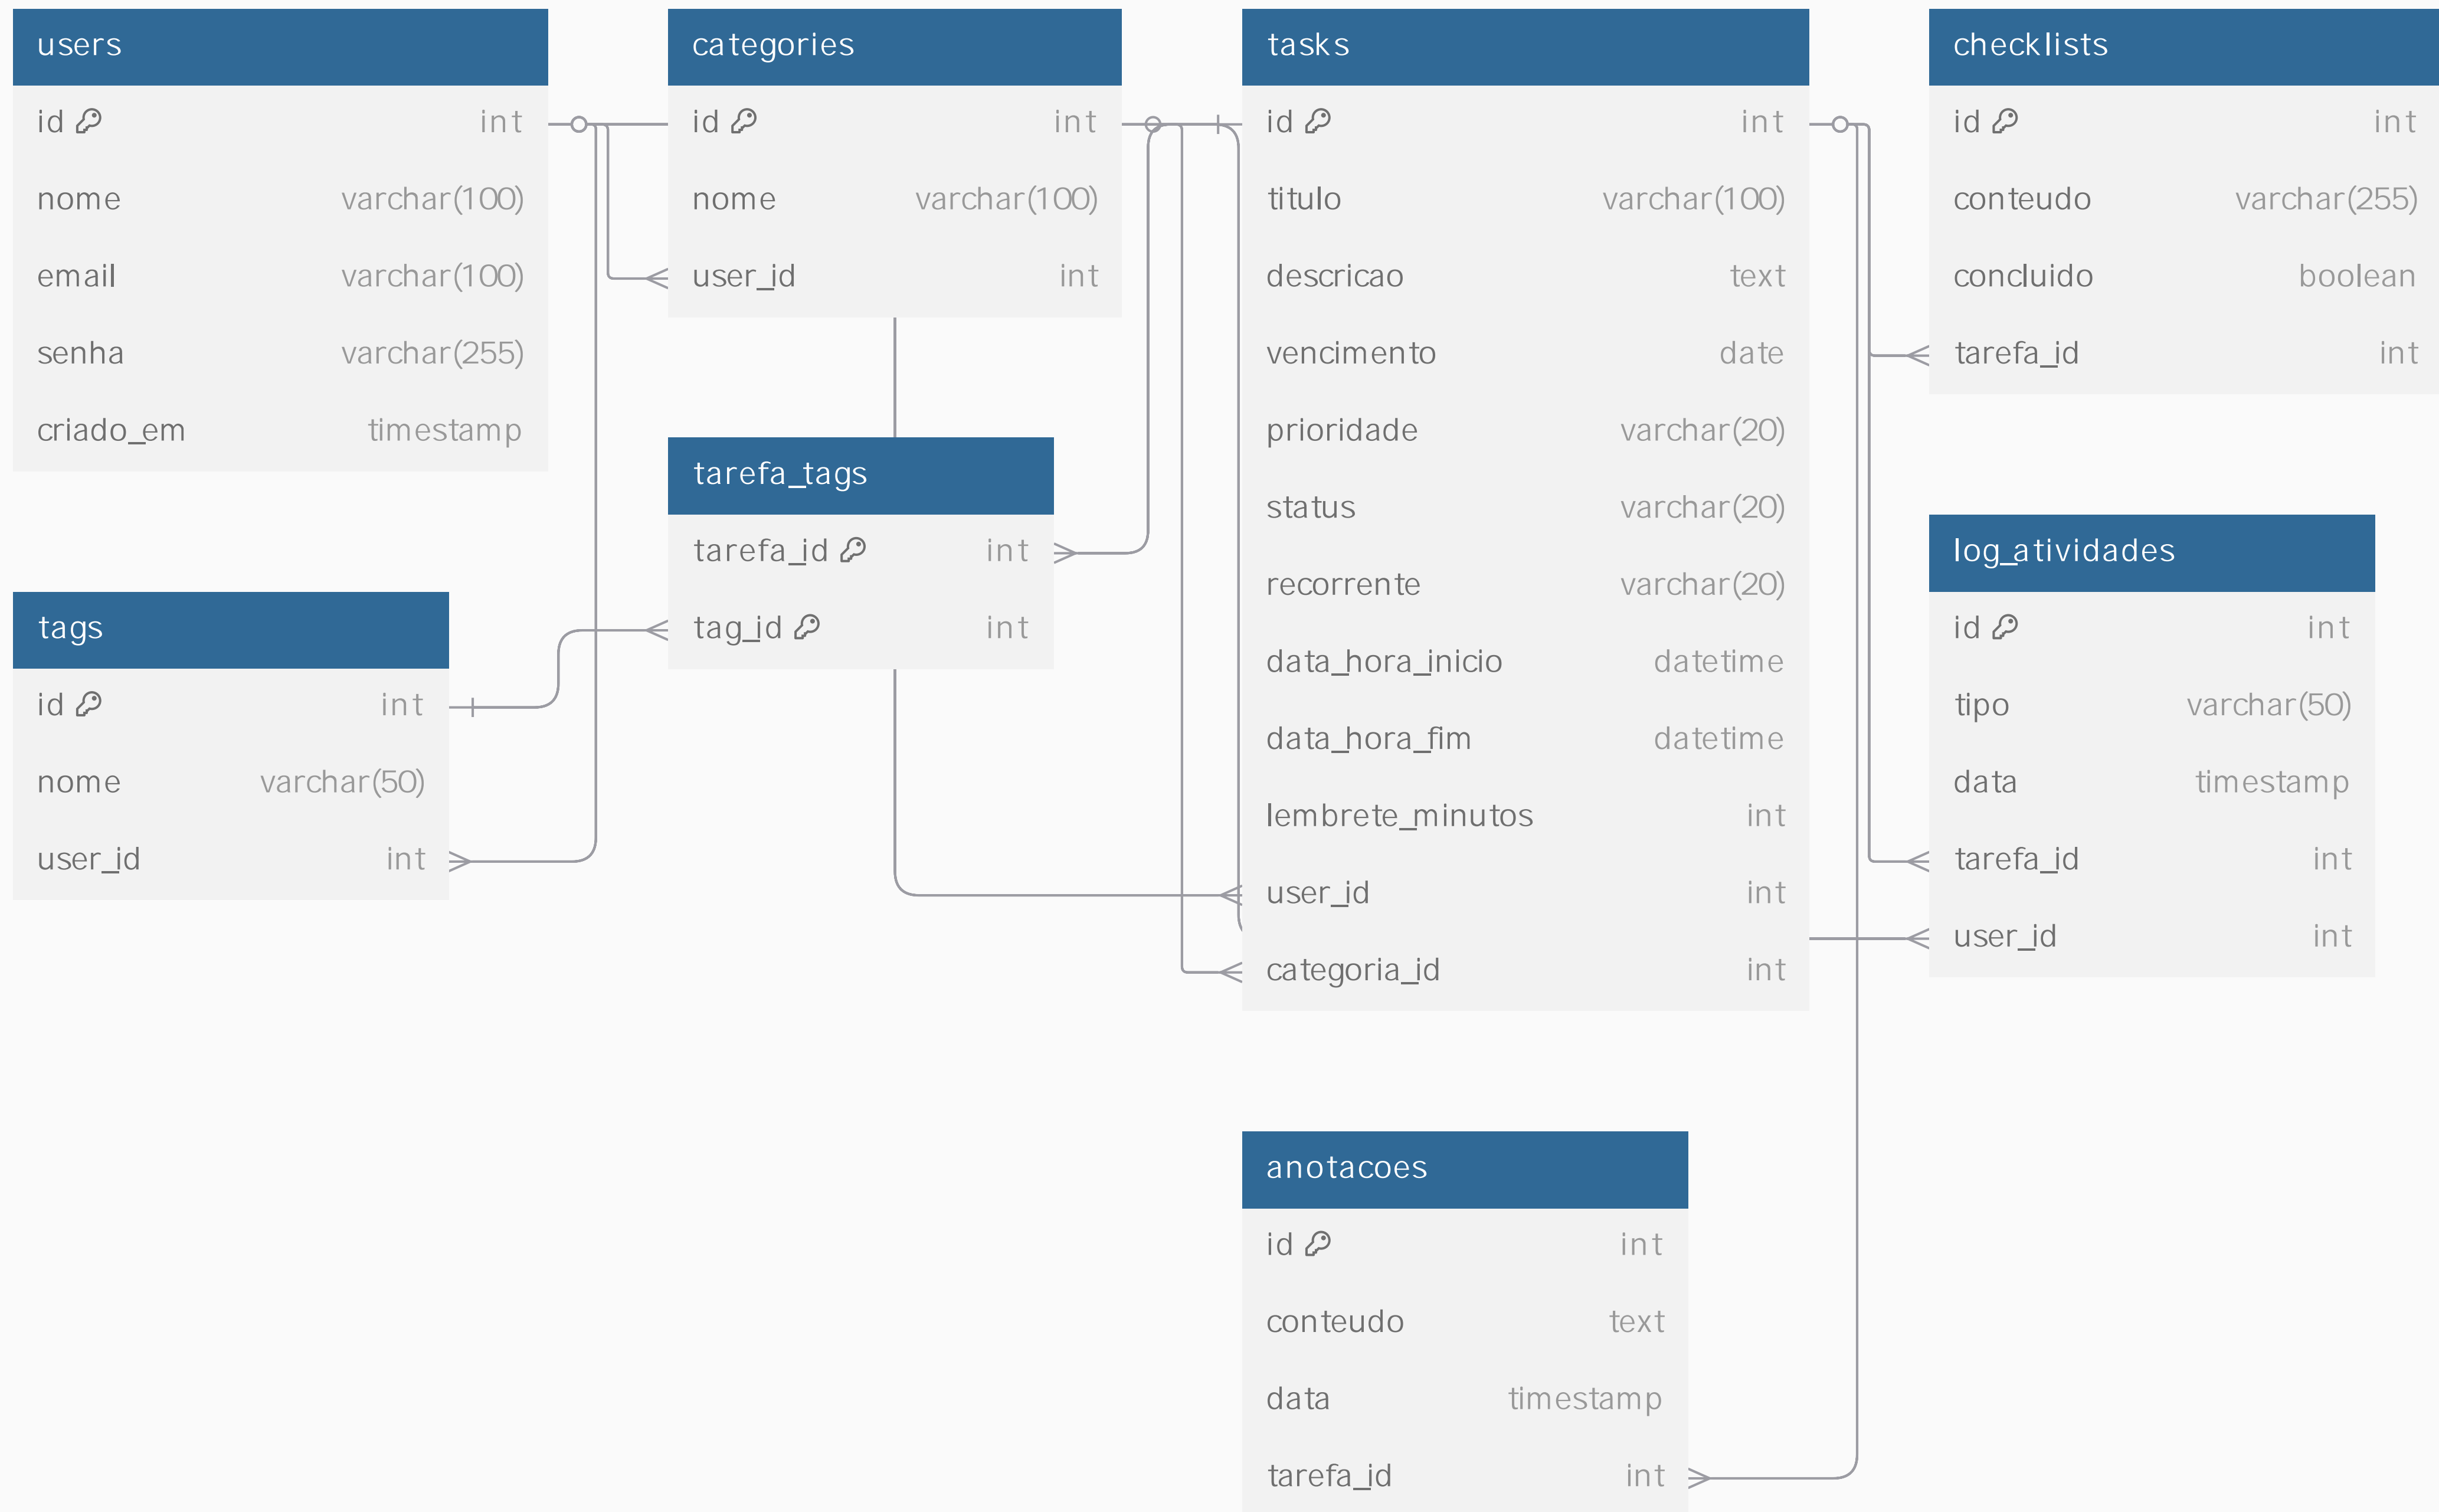 users
id int
nome varchar(100)
email varchar(100)
senha varchar(255)
criado_em timestamp
categories
id int
nome varchar(100)
user_id int
tasks
id int
titulo varchar(100)
descricao text
vencimento date
prioridade varchar(20)
status varchar(20)
recorrente varchar(20)
data_hora_inicio datetime
data_hora_fim datetime
lembrete_minutos int
user_id int
categoria_id int
checklists
id int
conteudo varchar(255)
concluido boolean
tarefa_id int
tarefa_tags
tarefa_id int
tag_id int
log_atividades
id int
tipo varchar(50)
data timestamp
tarefa_id int
user_id int
tags
id int
nome varchar(50)
user_id int
anotacoes
id int
conteudo text
data timestamp
tarefa_id int